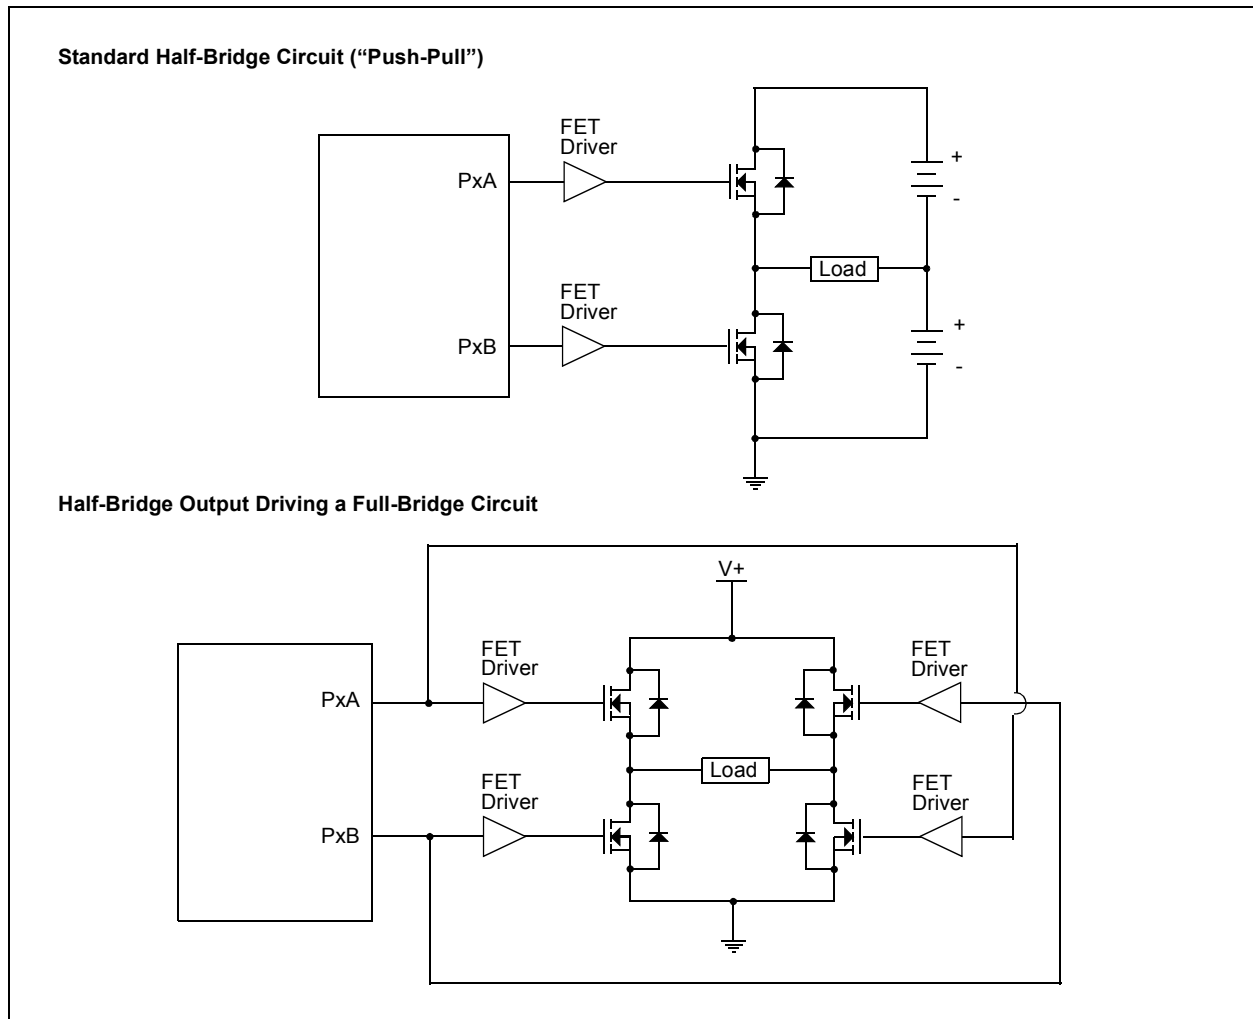 Standard Half-Bridge Circuit (“Push-Pull”)
FET
Driver
PxA
+
-
Load
FET
Driver
PxB
+
-
Half-Bridge Output Driving a Full-Bridge Circuit
V+
FET
Driver
FET
Driver
PxA
Load
FET
Driver
FET
Driver
PxB